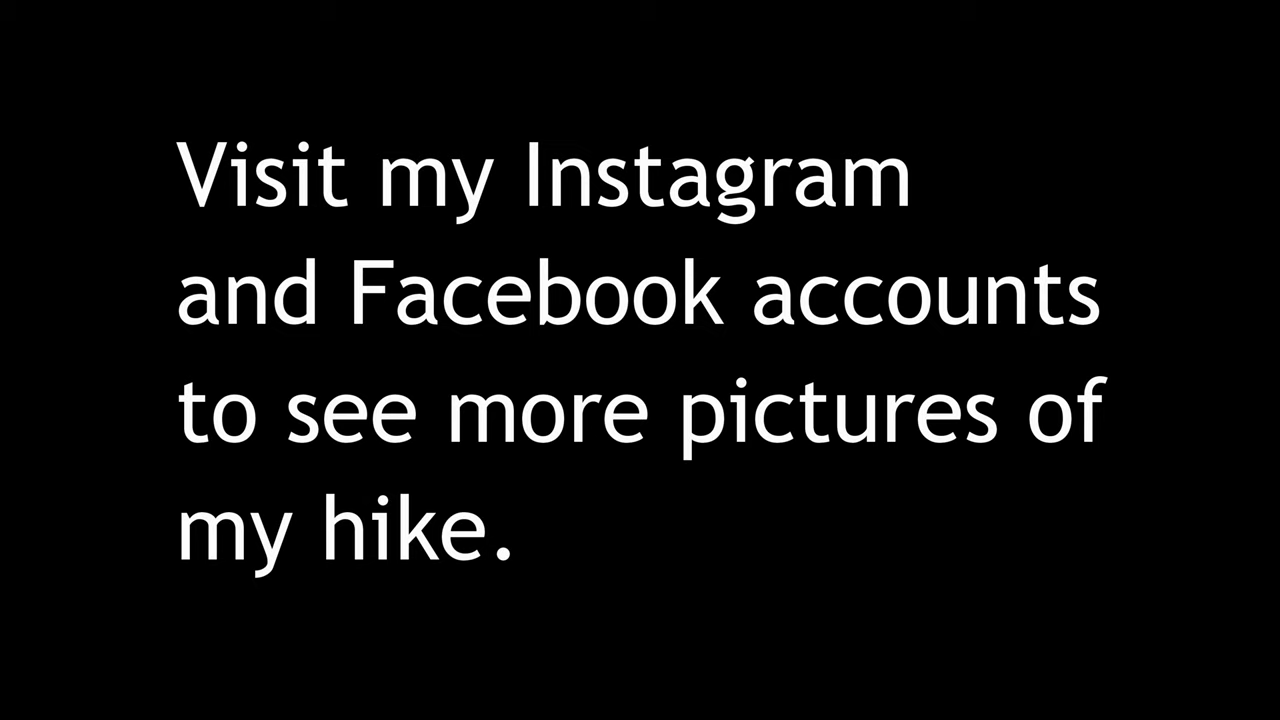 Visit my Instagram
and Facebook accounts
to see more pictures of
my hike.